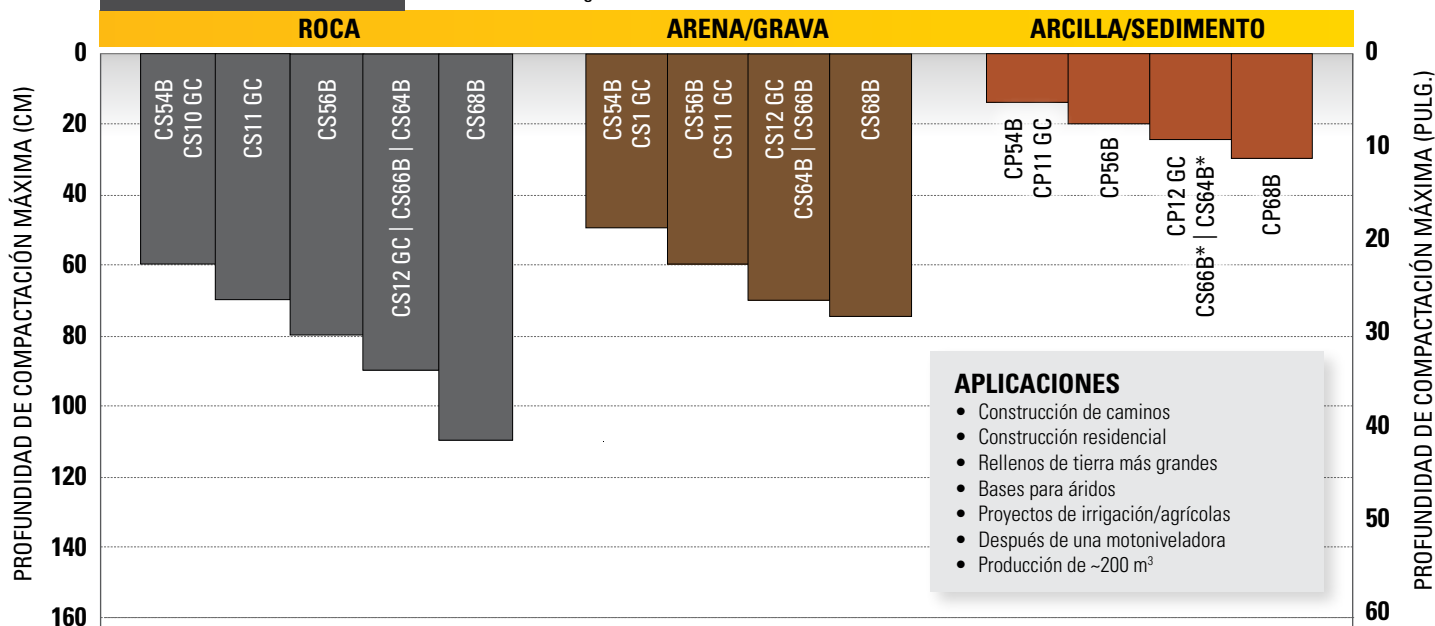 ROCA
ARENA/GRAVA
ARCILLA/SEDIMENTO
PROFUNDIDAD DE COMPACTACIÓN MÁXIMA (CM)
0
20
40
60
80
100
120
140
160
CS54B
CS10 GC
CS11 GC
CS56B
CS12 GC | CS66B | CS64B
CS68B
CS54B
CS1 GC
CS56B
CS11 GC
CS12 GC
CS64B | CS66B
CS68B
CP54B
CP11 GC
CP56B
CP12 GC
CS66B* | CS64B*
CP68B
0
10
20
30
40
50
60
PROFUNDIDAD DE COMPACTACIÓN MÁXIMA (PULG.)
APLICACIONES
• Construcción de caminos
• Construcción residencial
• Rellenos de tierra más grandes
• Bases para áridos
• Proyectos de irrigación/agrícolas
• Después de una motoniveladora
• Producción de ~200 m³